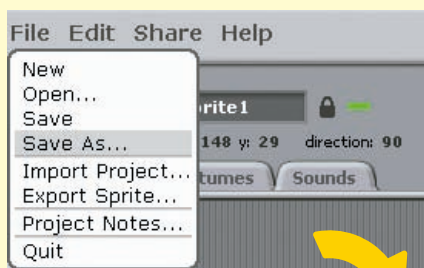 File Edit Share Help
New
Open...
Save
Save As...
Import Project...
Export Sprite...
Project Notes...
Quit
rite1
148 y: 29 direction: 90
tumes Sounds